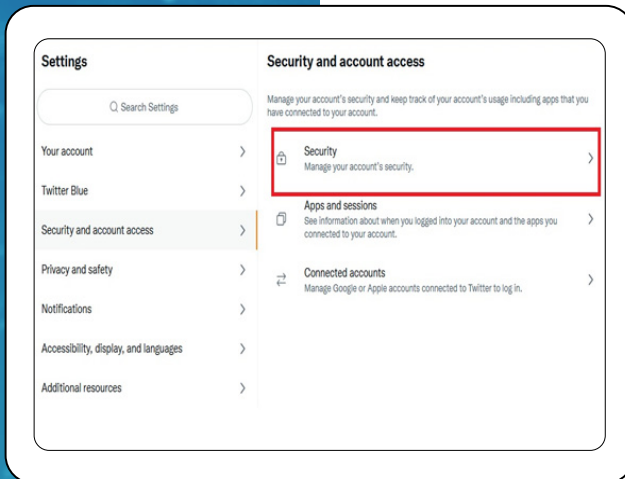 Settings
Search Settings
Your account
Twitter Blue
Security and account access
Privacy and safety
Notifications
Accessibility, display, and languages
Additional resources
Security and account access
Manage your account's security and keep track of your account's usage including apps that you
have connected to your account.
Security
Manage your account's security.
Apps and sessions
See information about when you logged into your account and the apps you
connected to your account.
Connected accounts
Manage Google or Apple accounts connected to Twitter to log in.